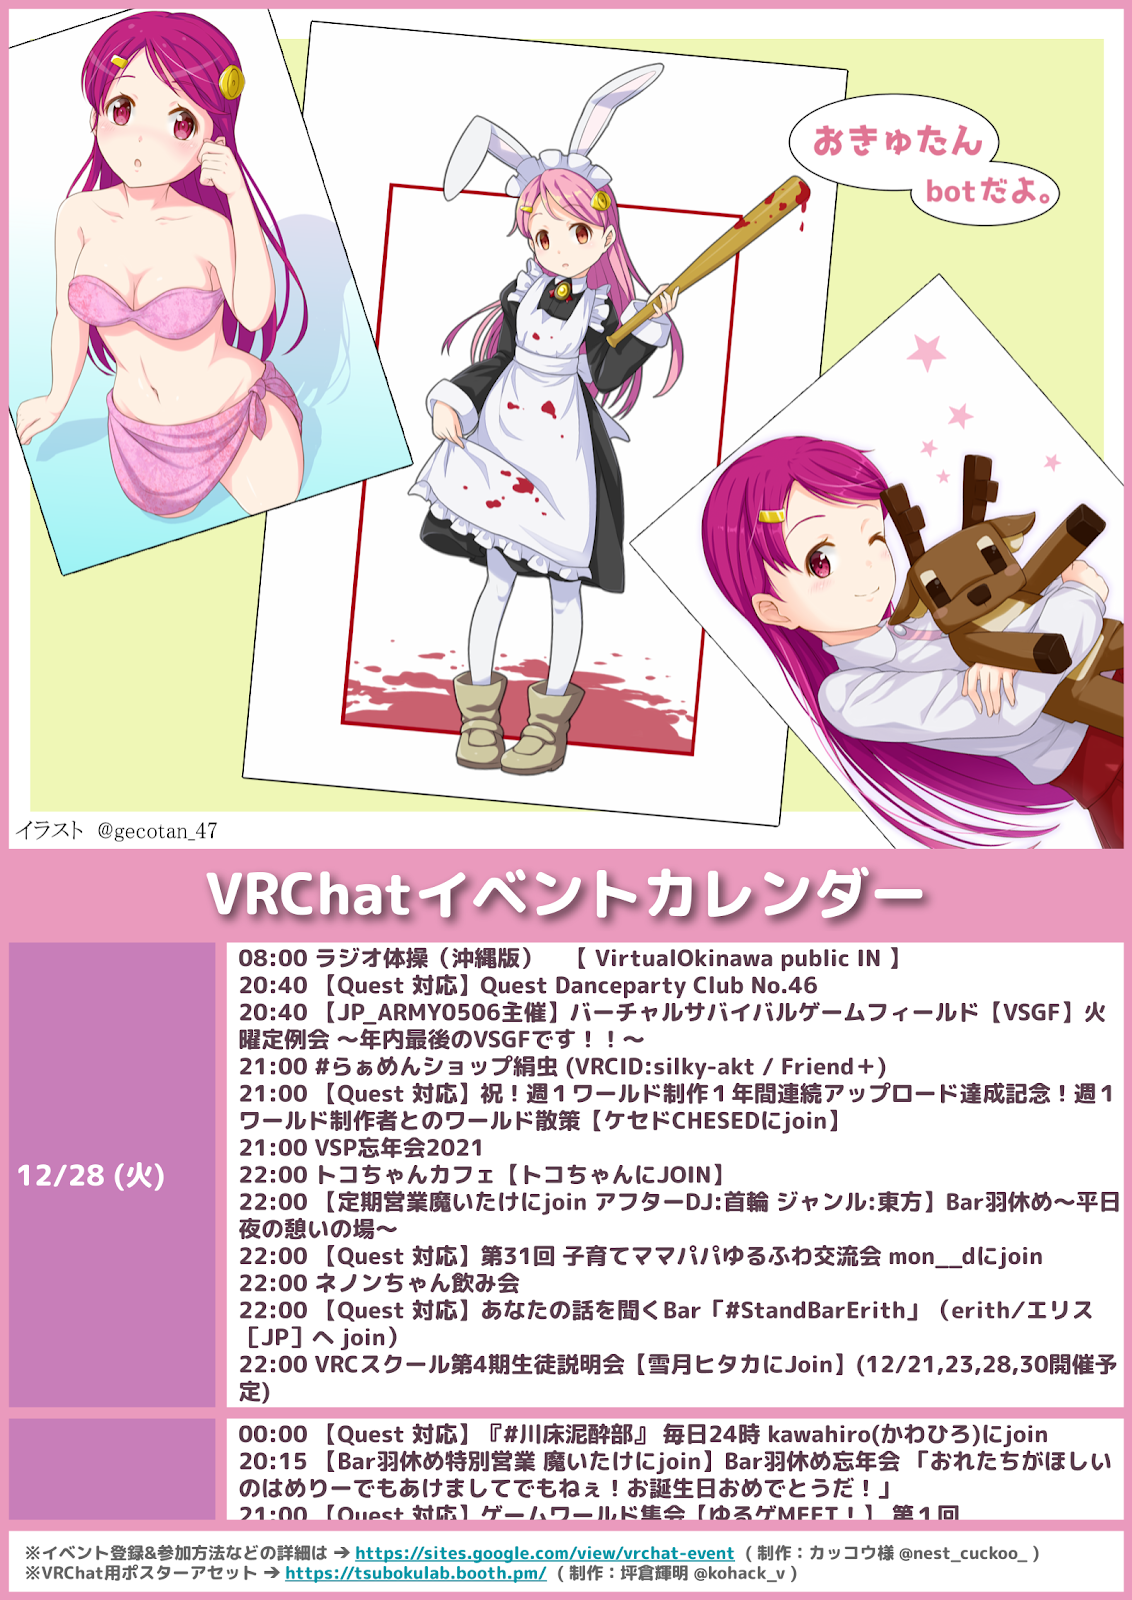 おきゅたん
botだよ。
イラスト @gecotan_47
VRChatイベントカレンダー
12/28 (火)
08:00 ラジオ体操（沖縄版）　【 VirtualOkinawa public IN 】
20:40 【Quest 対応】Quest Danceparty Club No.46
20:40 【JP_ARMY0506主催】バーチャルサバイバルゲームフィールド【VSGF】火
曜定例会 ～年内最後のVSGFです！！～
21:00 #らぁめんショップ絹虫 (VRCID:silky-akt / Friend＋)
21:00 【Quest 対応】祝！週１ワールド制作１年間連続アップロード達成記念！週１
ワールド制作者とのワールド散策【ケセドCHESEDにjoin】
21:00 VSP忘年会2021
22:00 トコちゃんカフェ【トコちゃんにJOIN】
22:00 【定期営業魔いたけにjoin アフターDJ:首輪 ジャンル:東方】Bar羽休め～平日
夜の憩いの場～
22:00 【Quest 対応】第31回 子育てママパパゆるふわ交流会 mon__dにjoin
22:00 ネノンちゃん飲み会
22:00 【Quest 対応】あなたの話を聞くBar「#StandBarErith」（erith/エリス
［JP］へ join）
22:00 VRCスクール第4期生徒説明会【雪月ヒタカにJoin】(12/21,23,28,30開催予
定)
00:00 【Quest 対応】『#川床泥酔部』 毎日24時 kawahiro(かわひろ)にjoin
20:15 【Bar羽休め特別営業 魔いたけにjoin】Bar羽休め忘年会 「おれたちがほしい
のはめりーでもあけましてでもねぇ！お誕生日おめでとうだ！」
21:00 【Quest 対応】ゲームワールド集会【ゆるゲMEET！】 第１回
※イベント登録&参加方法などの詳細は ➔ https://sites.google.com/view/vrchat-event ( 制作：カッコウ様 @nest_cuckoo_ )
※VRChat用ポスターアセット ➔ https://tsubokulab.booth.pm/ ( 制作：坪倉輝明 @kohack_v )